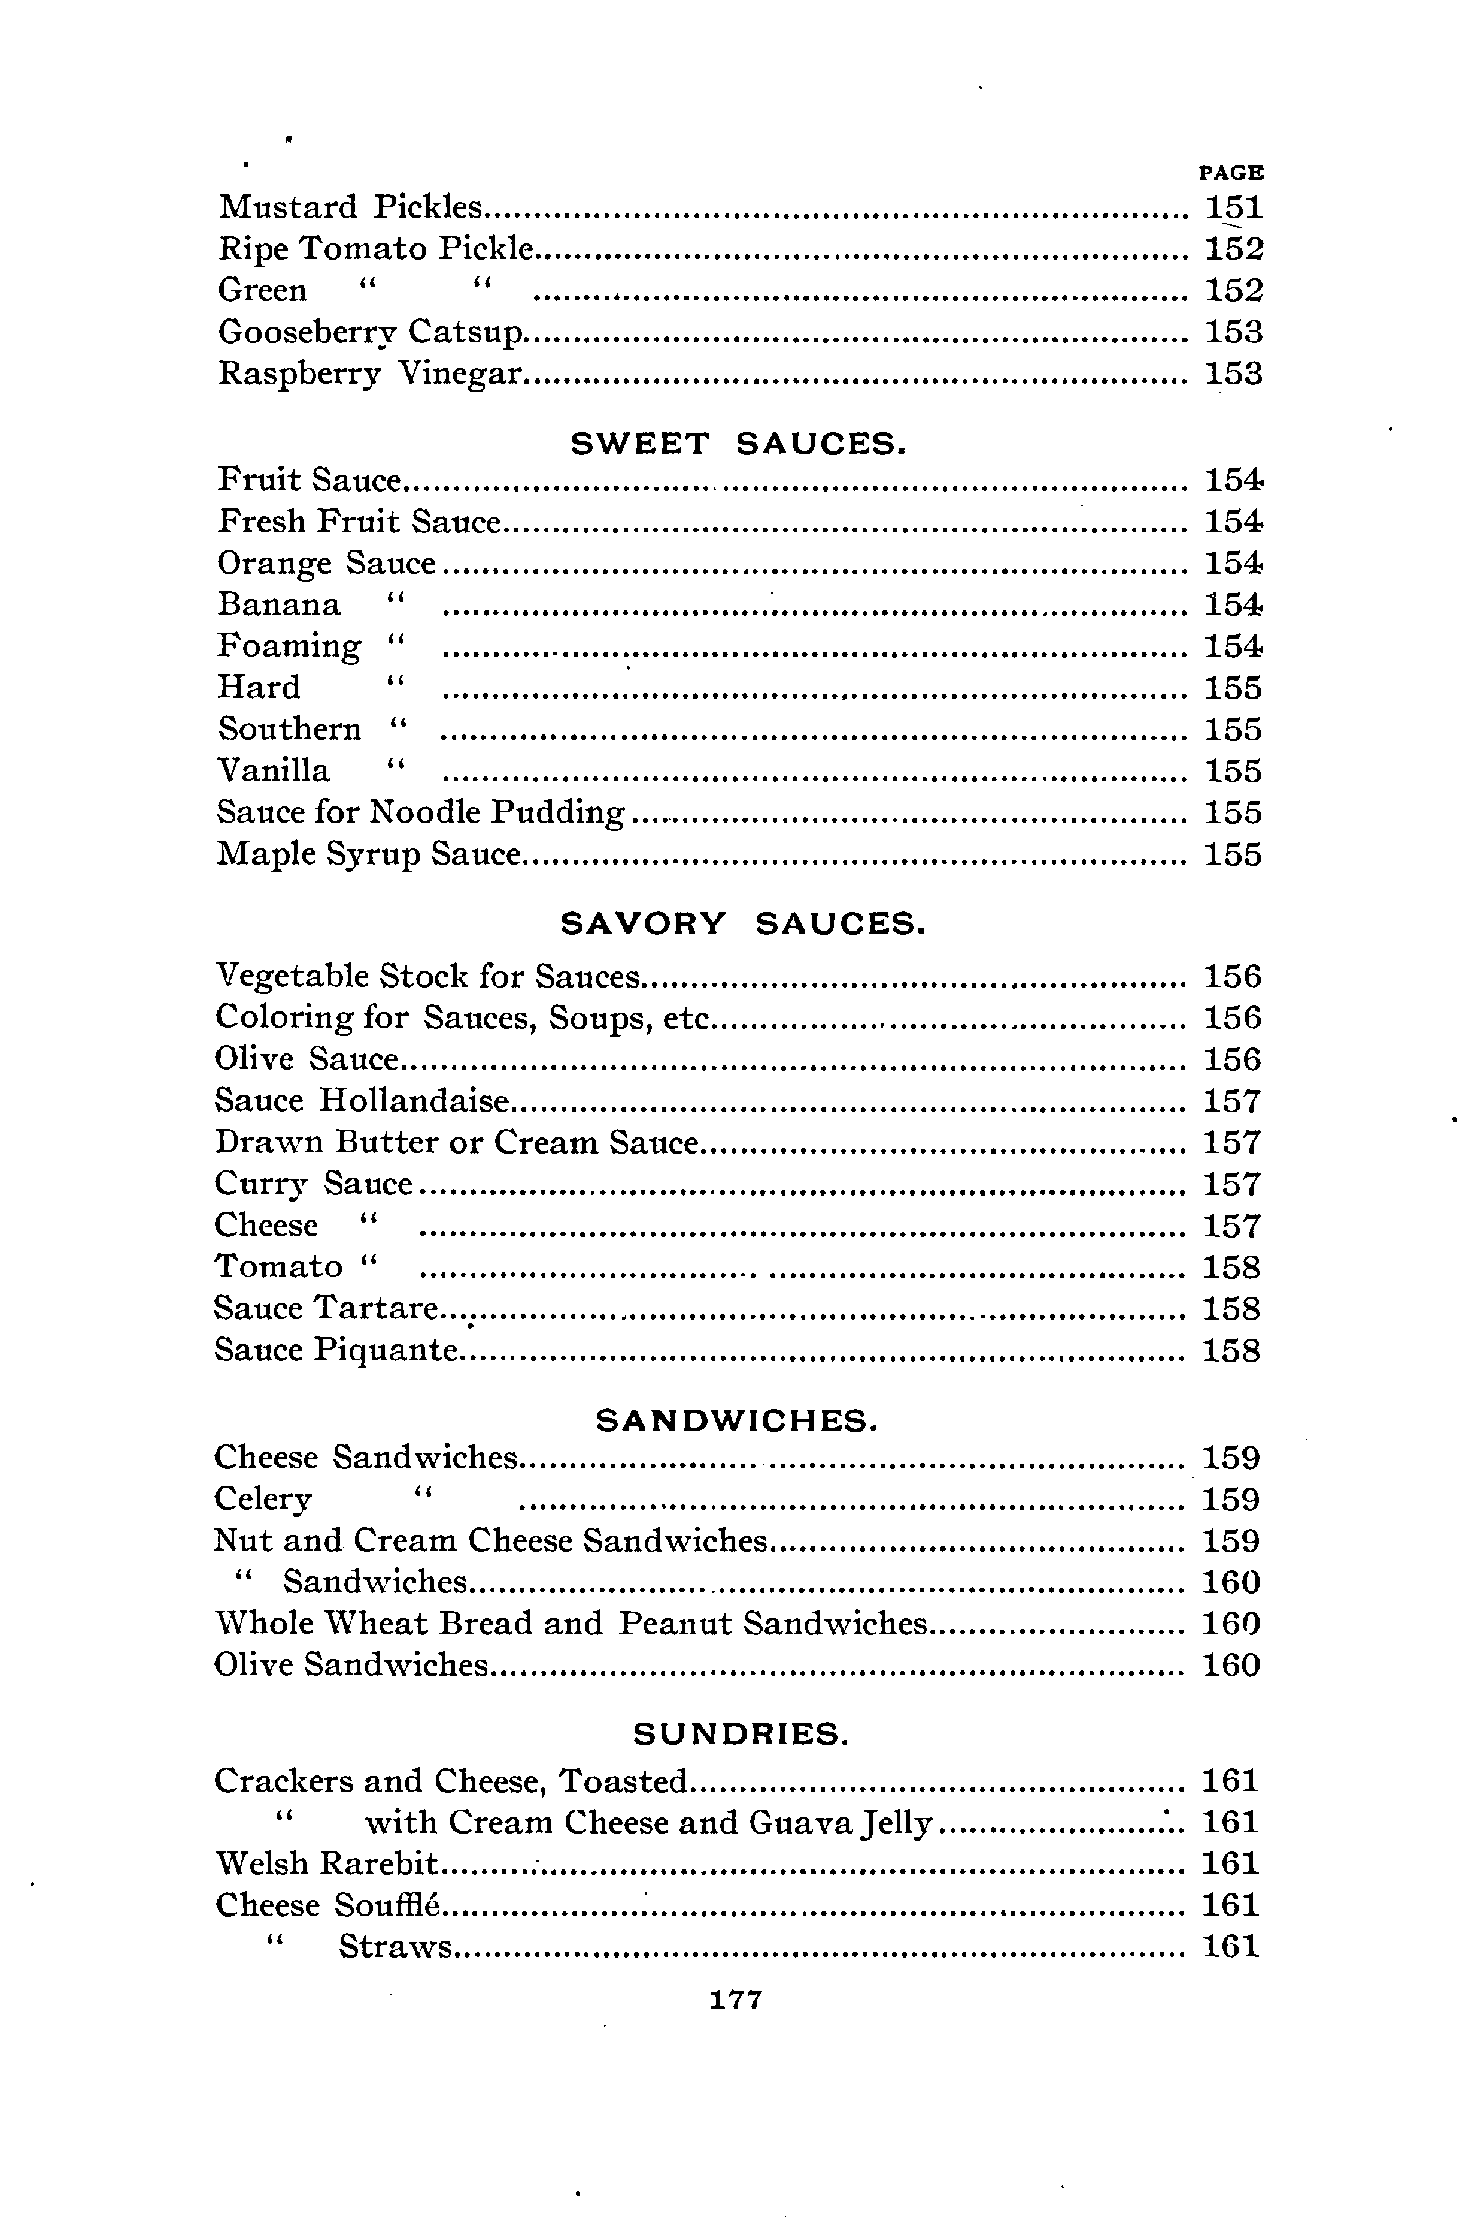 PAGE
Mustard Pickles........................................ 151
Ripe Tomato Pickle........................................ 152
Green “ “ ........................................ 152
Gooseberry Catsup........................................ 153
Raspberry Vinegar........................................ 153
SWEET SAUCES.
Fruit Sauce........................................ 154
Fresh Fruit Sauce........................................ 154
Orange Sauce........................................ 154
Banana “ ........................................ 154
Foaming “ ........................................ 154
Hard “ ........................................ 155
Southern “ ........................................ 155
Vanilla “ ........................................ 155
Sauce for Noodle Pudding........................................ 155
Maple Syrup Sauce........................................ 155
SAVORY SAUCES.
Vegetable Stock for Sauces........................................ 156
Coloring for Sauces, Soups, etc........................................ 156
Olive Sauce........................................ 156
Sauce Hollandaise........................................ 157
Drawn Butter or Cream Sauce........................................ 157
Curry Sauce........................................ 157
Cheese “ ........................................ 157
Tomato “ ........................................ 158
Sauce Tartare........................................ 158
Sauce Piquante........................................ 158
SANDWICHES.
Cheese Sandwiches........................................ 159
Celery “ ........................................ 159
Nut and Cream Cheese Sandwiches........................................ 159
“ Sandwiches........................................ 160
Whole Wheat Bread and Peanut Sandwiches.......................... 160
Olive Sandwiches........................................ 160
SUNDRIES.
Crackers and Cheese, Toasted........................................ 161
“ with Cream Cheese and Guava Jelly......................... 161
Welsh Rarebit........................................ 161
Cheese Soufflé........................................ 161
“ Straws........................................ 161
177